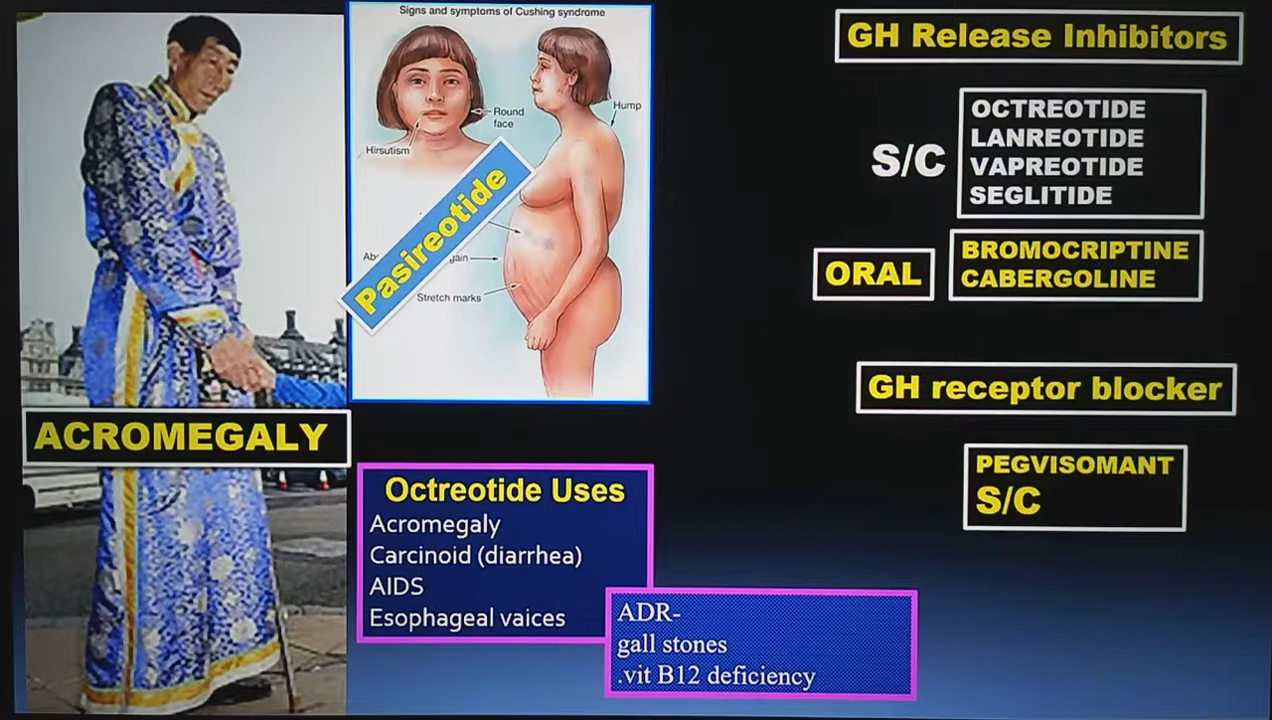 ACROMEGALY
Signs and symptoms of Cushing syndrome
Hump
Round
face
Hirsutism
Pasireotide
Stretch marks
Octreotide Uses
Acromegaly
Carcinoid (diarrhea)
AIDS
Esophageal vaices
ADR-
gall stones
.vit B12 deficiency
GH Release Inhibitors
S/C
OCTREOTIDE
LANREOTIDE
VAPREOTIDE
SEGLITIDE
ORAL
BROMOCRIPTINE
CABERGOLINE
GH receptor blocker
PEGVISOMANT
S/C